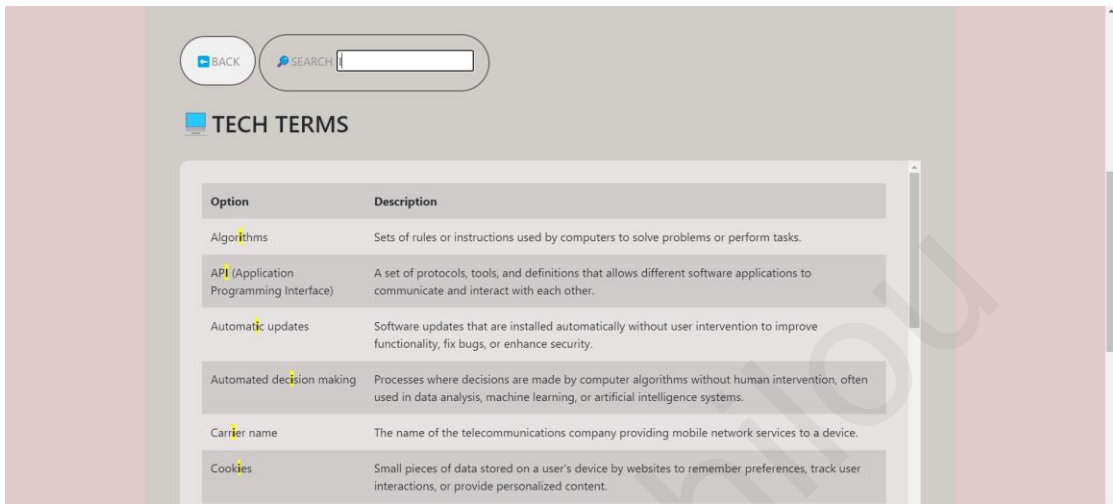 BACK
SEARCH I
TECH TERMS
Option Description
Algorithms Sets of rules or instructions used by computers to solve problems or perform tasks.
API (Application A set of protocols, tools, and definitions that allows different software applications to
Programming Interface) communicate and interact with each other.
Automatic updates Software updates that are installed automatically without user intervention to improve
functionality, fix bugs, or enhance security.
Automated decision making Processes where decisions are made by computer algorithms without human intervention, often
used in data analysis, machine learning, or artificial intelligence systems.
Carrier name The name of the telecommunications company providing mobile network services to a device.
Cookies Small pieces of data stored on a user's device by websites to remember preferences, track user
interactions, or provide personalized content.